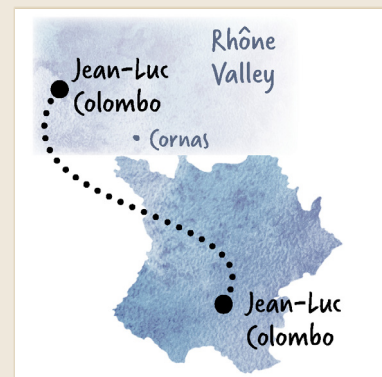 Rhône
Valley
Jean-Luc
Colombo
Cornas
Jean-Luc
Colombo